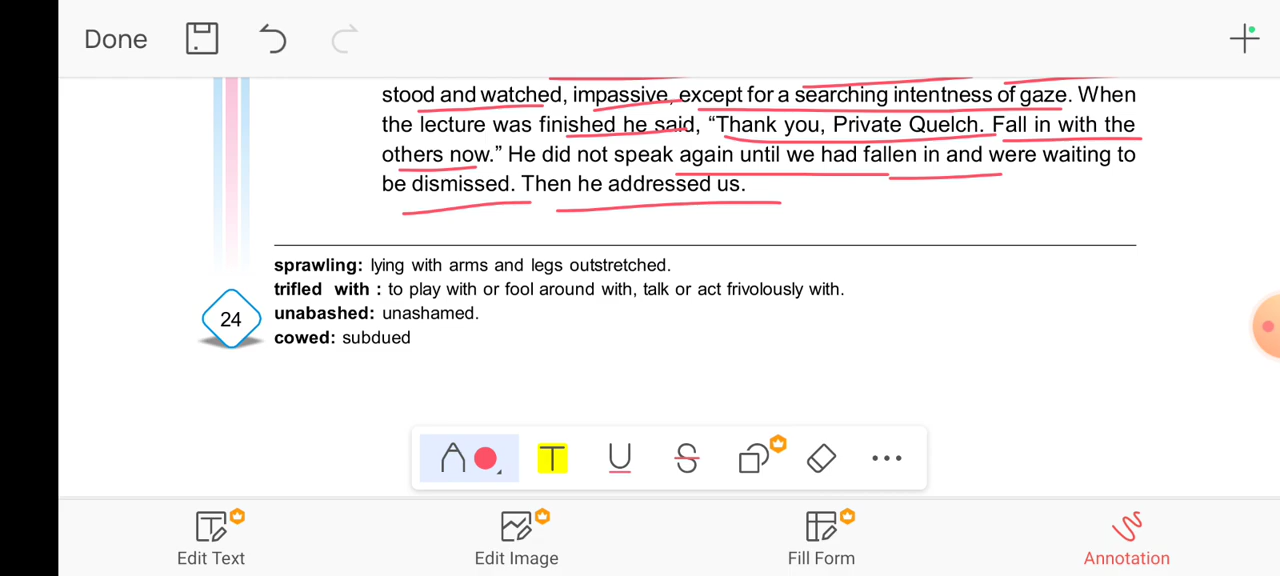 Done
stood and watched, impassive, except for a searching intentness of gaze. When
the lecture was finished he said, “Thank you, Private Quelch. Fall in with the
others now.” He did not speak again until we had fallen in and were waiting to
be dismissed. Then he addressed us.
sprawling: lying with arms and legs outstretched.
trifled with : to play with or fool around with, talk or act frivolously with.
unabashed: unashamed.
24
cowed: subdued
T U S
Edit Text Edit Image Fill Form Annotation